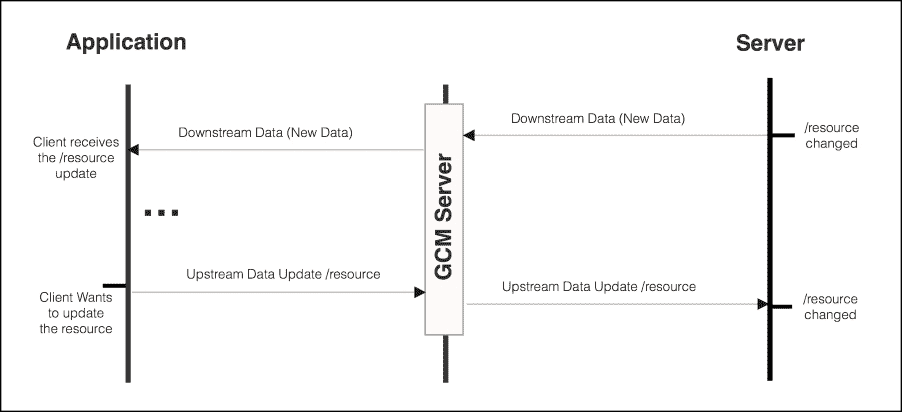 Application
Server
Downstream Data (New Data)
/resource
changed
Downstream Data (New Data)
Client receives
the /resource
update
...
GCM Server
Upstream Data Update /resource
Client Wants
to update
the resource
Upstream Data Update /resource
/resource
changed